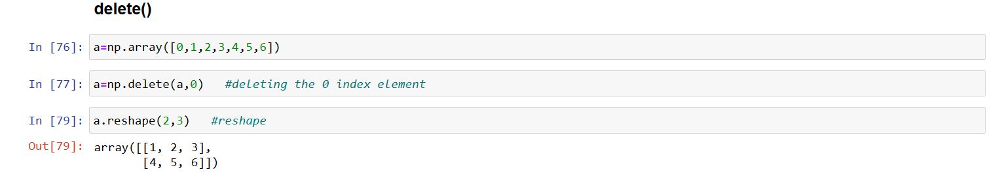 delete()
In [76]: a=np.array([0,1,2,3,4,5,6])
In [77]: a=np.delete(a,0)   #deleting the 0 index element
In [79]: a.reshape(2,3)   #reshape
Out[79]: array([[1, 2, 3],
       [4, 5, 6]])